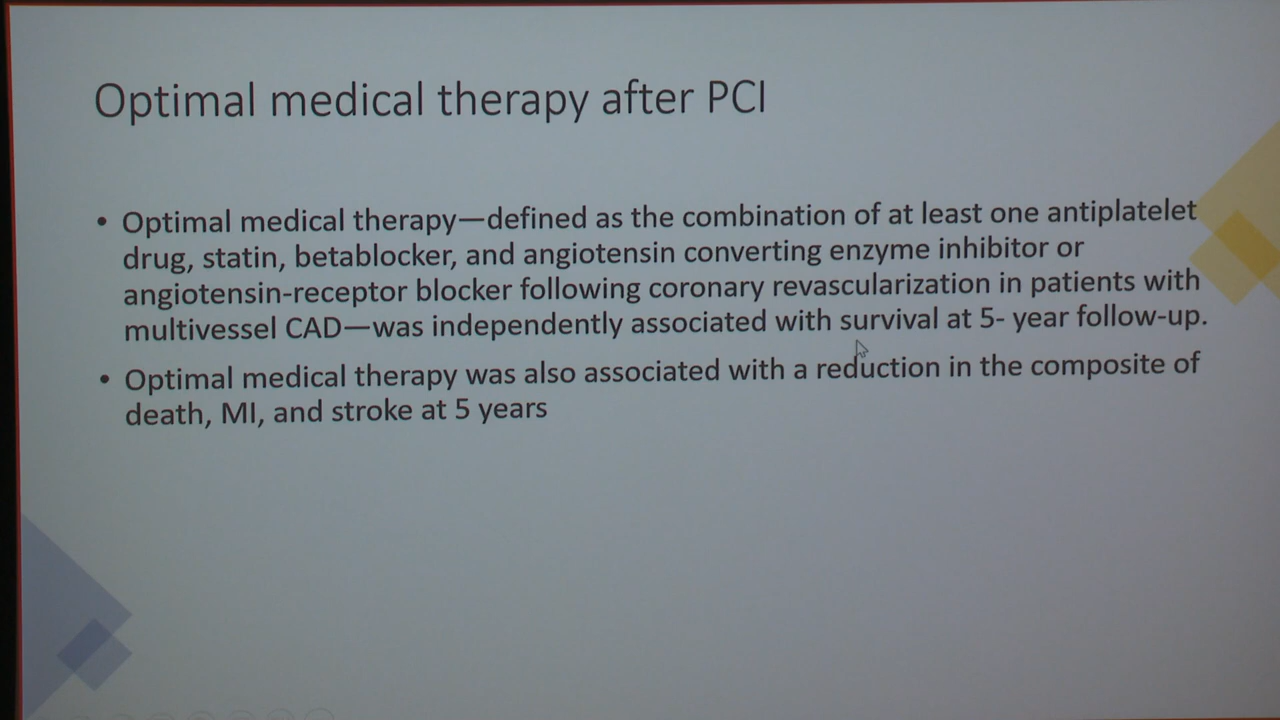 Optimal medical therapy after PCI
• Optimal medical therapy—defined as the combination of at least one antiplatelet
drug, statin, betablocker, and angiotensin converting enzyme inhibitor or
angiotensin-receptor blocker following coronary revascularization in patients with
multivessel CAD—was independently associated with survival at 5- year follow-up.
• Optimal medical therapy was also associated with a reduction in the composite of
death, MI, and stroke at 5 years